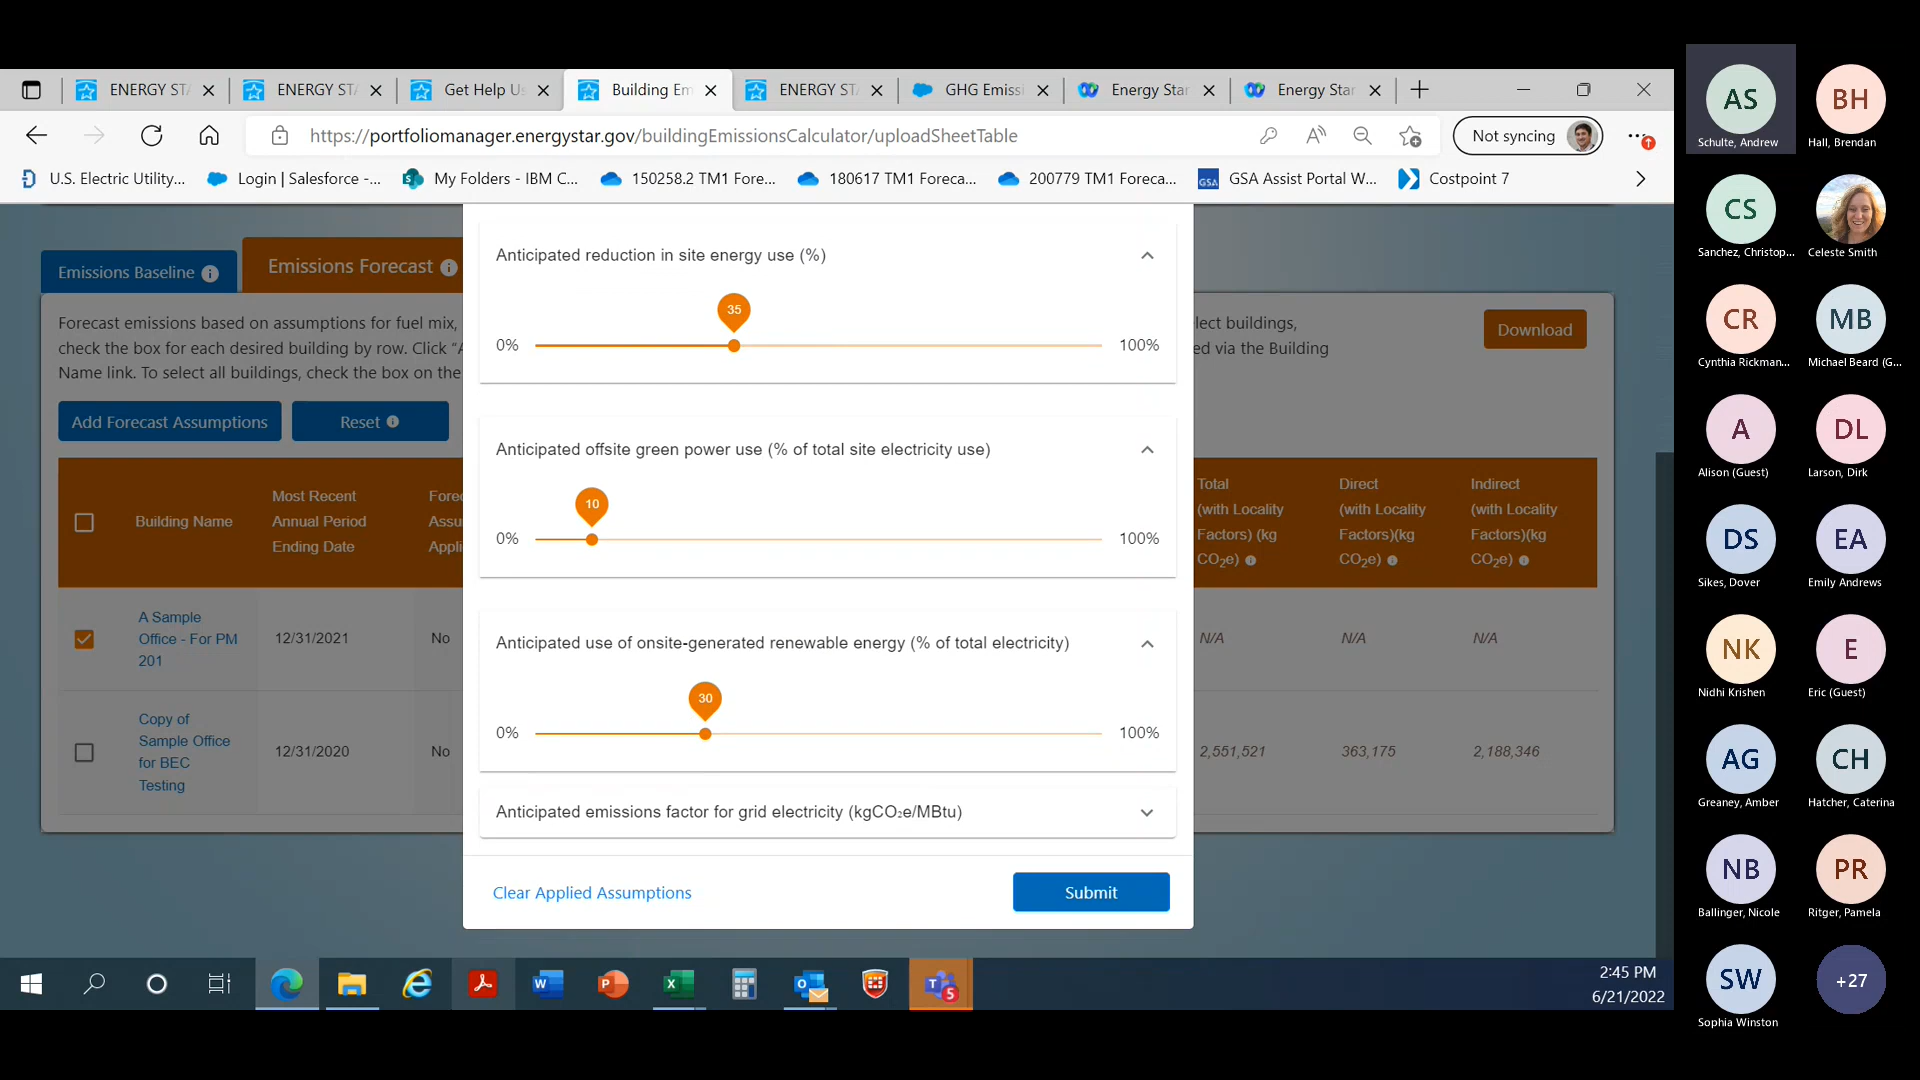 ENERGY STA
ENERGY STA
Get Help Us
Building Em
ENERGY STA
GHG Emissi
Energy Star
Energy Star
https://portfoliomanager.energystar.gov/buildingEmissionsCalculator/uploadSheetTable
Not syncing
U.S. Electric Utility...
Login | Salesforce -...
My Folders - IBM C...
150258.2 TM1 Fore...
180617 TM1 Foreca...
200779 TM1 Foreca...
GSA
GSA Assist Portal W...
Costpoint 7
Emissions Baseline
Emissions Forecast
Forecast emissions based on assumptions for fuel mix,
check the box for each desired building by row. Click "A
Name link. To select all buildings, check the box on the
lect buildings,
ed via the Building
Download
Add Forecast Assumptions
Reset
Building Name
Most Recent
Annual Period
Ending Date
Fore
Assu
Appli
Total
(with Locality
Factors) (kg
CO₂e)
Direct
(with Locality
Factors)(kg
CO₂e)
Indirect
(with Locality
Factors)(kg
CO₂e)
A Sample
Office - For PM
201
12/31/2021
No
N/A
N/A
N/A
Copy of
Sample Office
for BEC
Testing
12/31/2020
No
2,551,521
363,175
2,188,346
Anticipated reduction in site energy use (%)
35
0%
100%
Anticipated offsite green power use (% of total site electricity use)
10
0%
100%
Anticipated use of onsite-generated renewable energy (% of total electricity)
30
0%
100%
Anticipated emissions factor for grid electricity (kgCO₂e/MBtu)
Clear Applied Assumptions
Submit
2:45 PM
6/21/2022
5
AS
Schulte, Andrew
BH
Hall, Brendan
CS
Sanchez, Christop...
Celeste Smith
CR
Cynthia Rickman...
MB
Michael Beard (G...
A
Alison (Guest)
DL
Larson, Dirk
DS
Sikes, Dover
EA
Emily Andrews
NK
Nidhi Krishen
E
Eric (Guest)
AG
Greaney, Amber
CH
Hatcher, Caterina
NB
Ballinger, Nicole
PR
Ritger, Pamela
SW
Sophia Winston
+27